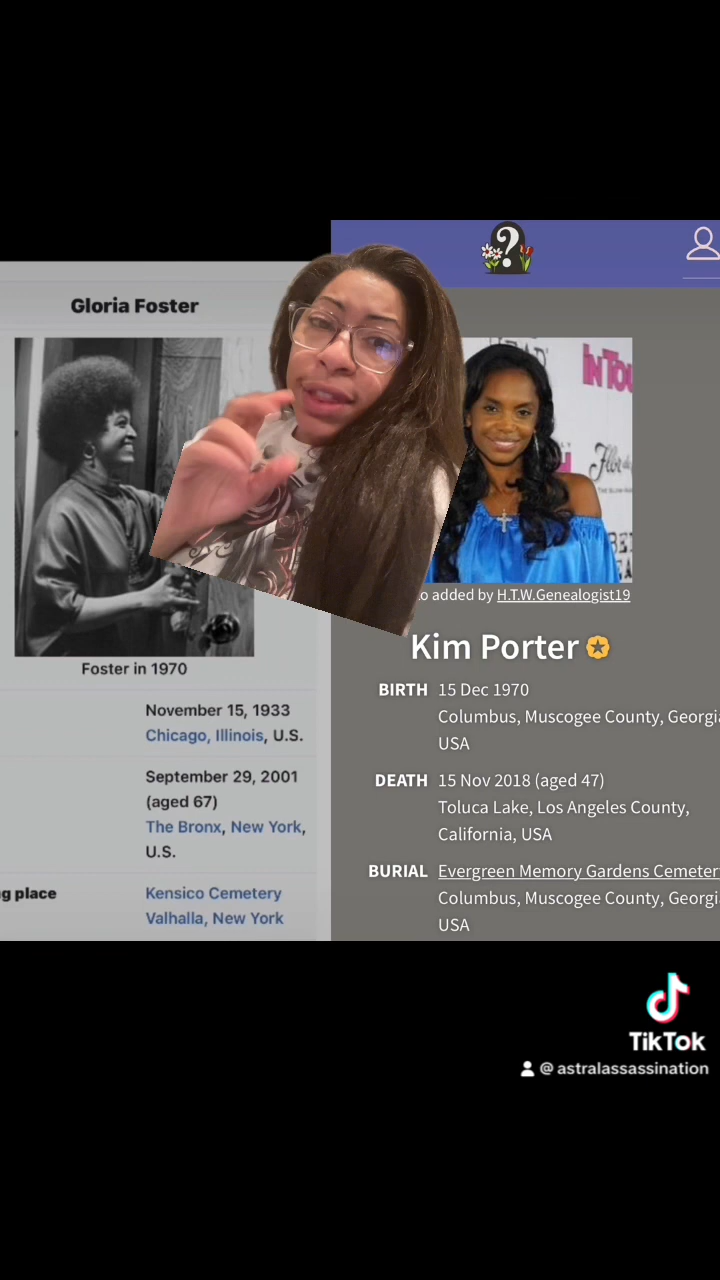 Gloria Foster
Foster in 1970
November 15, 1933
Chicago, Illinois, U.S.
September 29, 2001
(aged 67)
The Bronx, New York,
U.S.
g place
Kensico Cemetery
Valhalla, New York
?
added by H.T.W.Genealogist19
Kim Porter
BIRTH 15 Dec 1970
Columbus, Muscogee County, Georgia
USA
DEATH 15 Nov 2018 (aged 47)
Toluca Lake, Los Angeles County,
California, USA
BURIAL Evergreen Memory Gardens Cemeter
Columbus, Muscogee County, Georgi
USA
TikTok
@ astralassassination